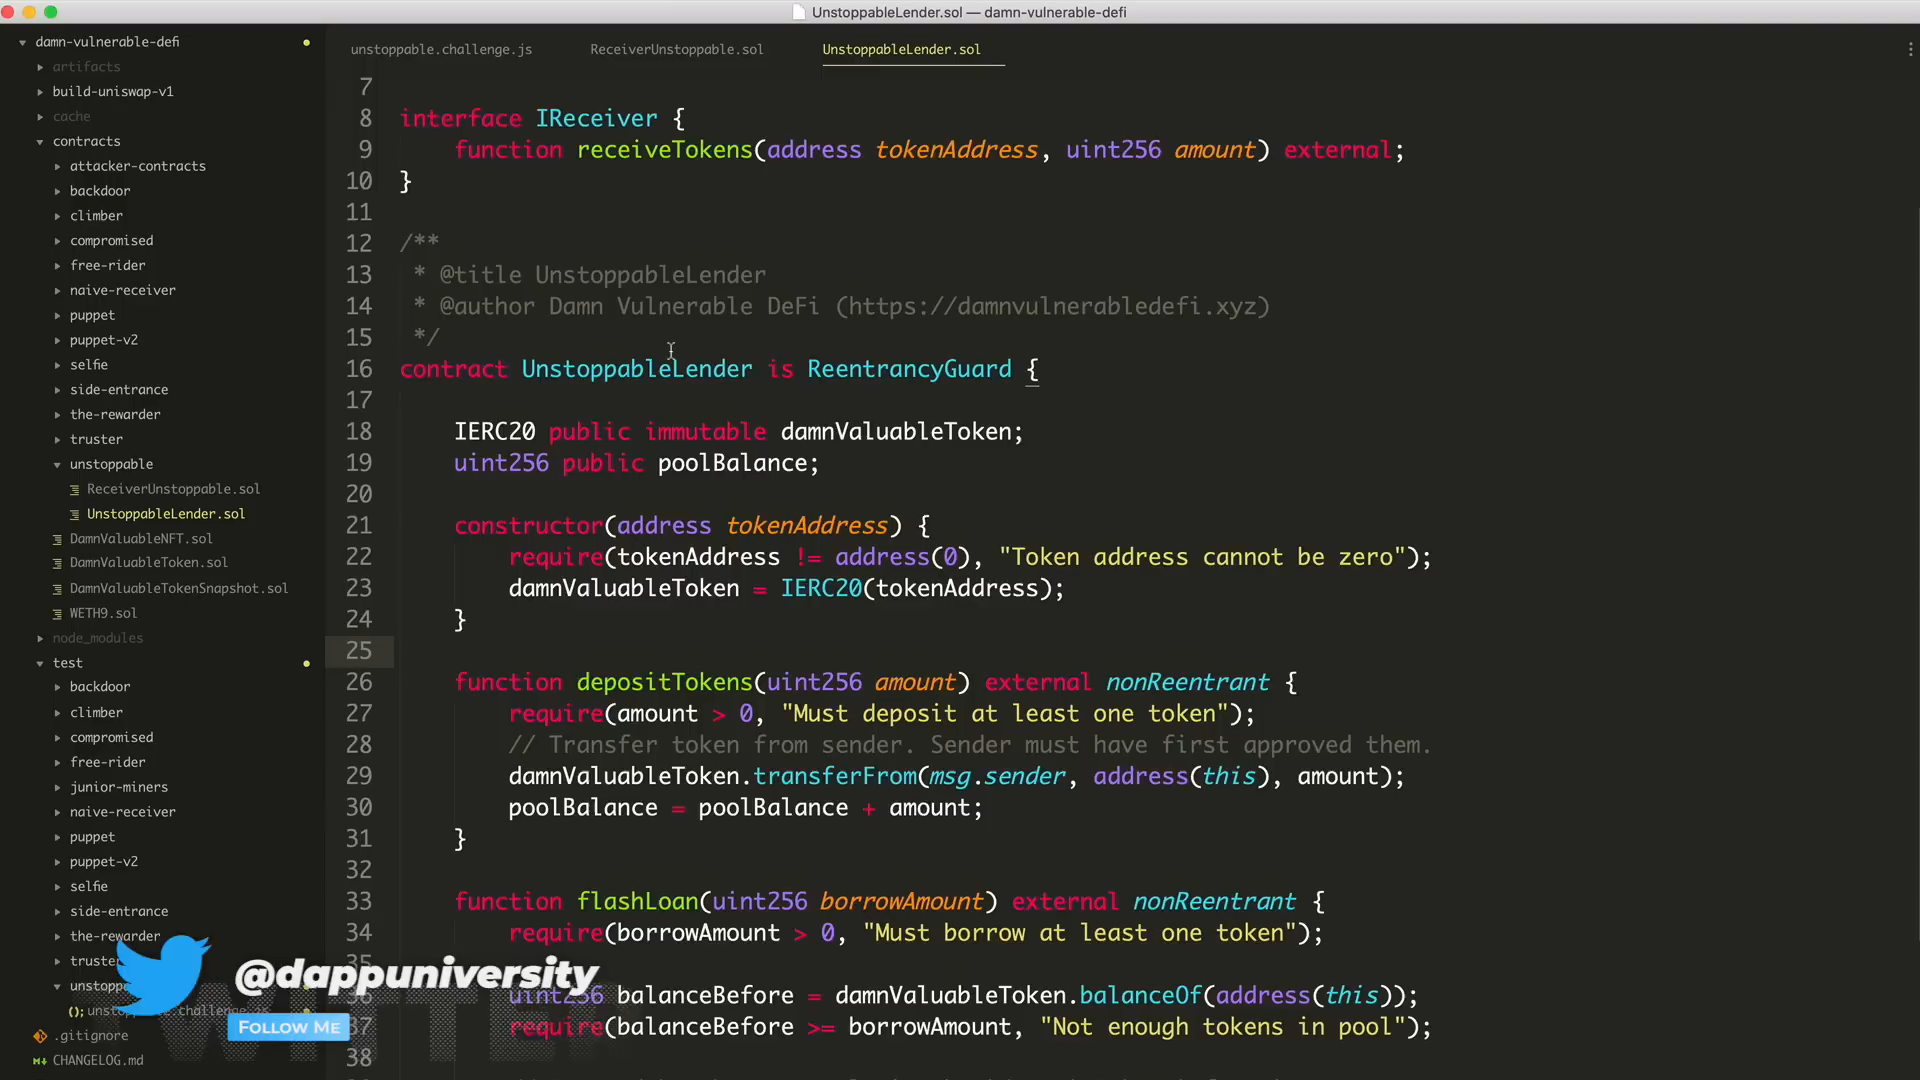 UnstoppableLender.sol — damn-vulnerable-defi
damn-vulnerable-defi
artifacts
build-uniswap-v1
cache
contracts
attacker-contracts
backdoor
climber
compromised
free-rider
naive-receiver
puppet
puppet-v2
selfie
side-entrance
the-rewarder
truster
unstoppable
ReceiverUnstoppable.sol
UnstoppableLender.sol
DamnValuableNFT.sol
DamnValuableToken.sol
DamnValuableTokenSnapshot.sol
WETH9.sol
node_modules
test
backdoor
climber
compromised
free-rider
junior-miners
naive-receiver
puppet
puppet-v2
selfie
side-entrance
the-rewarder
truste
unstopp
unstoppable.challenge
.gitignore
CHANGELOG.md
unstoppable.challenge.js
ReceiverUnstoppable.sol
UnstoppableLender.sol
7
8 interface IReceiver {
9 function receiveTokens(address tokenAddress, uint256 amount) external;
10 }
11
12 /**
13 * @title UnstoppableLender
14 * @author Damn Vulnerable DeFi (https://damnvulnerabledefi.xyz)
15 */
16 contract UnstoppableLender is ReentrancyGuard {
17
18 IERC20 public immutable damnValuableToken;
19 uint256 public poolBalance;
20
21 constructor(address tokenAddress) {
22 require(tokenAddress != address(0), "Token address cannot be zero");
23 damnValuableToken = IERC20(tokenAddress);
24 }
25
26 function depositTokens(uint256 amount) external nonReentrant {
27 require(amount > 0, "Must deposit at least one token");
28 // Transfer token from sender. Sender must have first approved them.
29 damnValuableToken.transferFrom(msg.sender, address(this), amount);
30 poolBalance = poolBalance + amount;
31 }
32
33 function flashLoan(uint256 borrowAmount) external nonReentrant {
34 require(borrowAmount > 0, "Must borrow at least one token");
35
36 uint256 balanceBefore = damnValuableToken.balanceOf(address(this));
37 require(balanceBefore >= borrowAmount, "Not enough tokens in pool");
38
@dappuniversity
FOLLOW ME